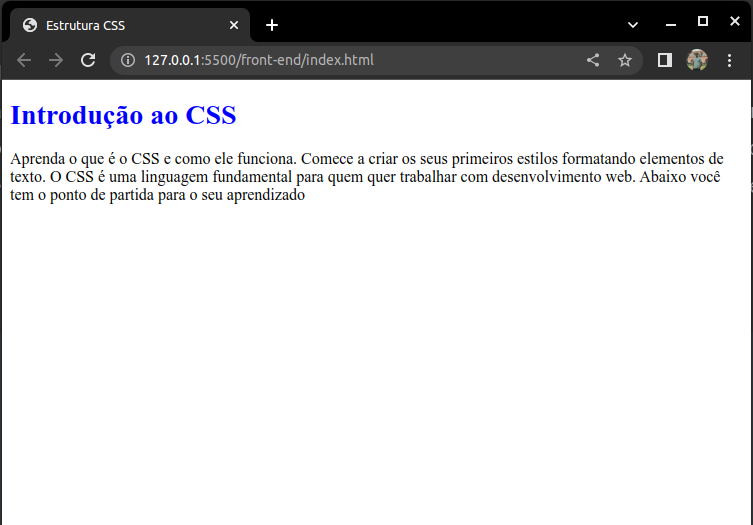 Estrutura CSS
127.0.0.1:5500/front-end/index.html
Introdução ao CSS
Aprenda o que é o CSS e como ele funciona. Comece a criar os seus primeiros estilos formatando elementos de
texto. O CSS é uma linguagem fundamental para quem quer trabalhar com desenvolvimento web. Abaixo você
tem o ponto de partida para o seu aprendizado